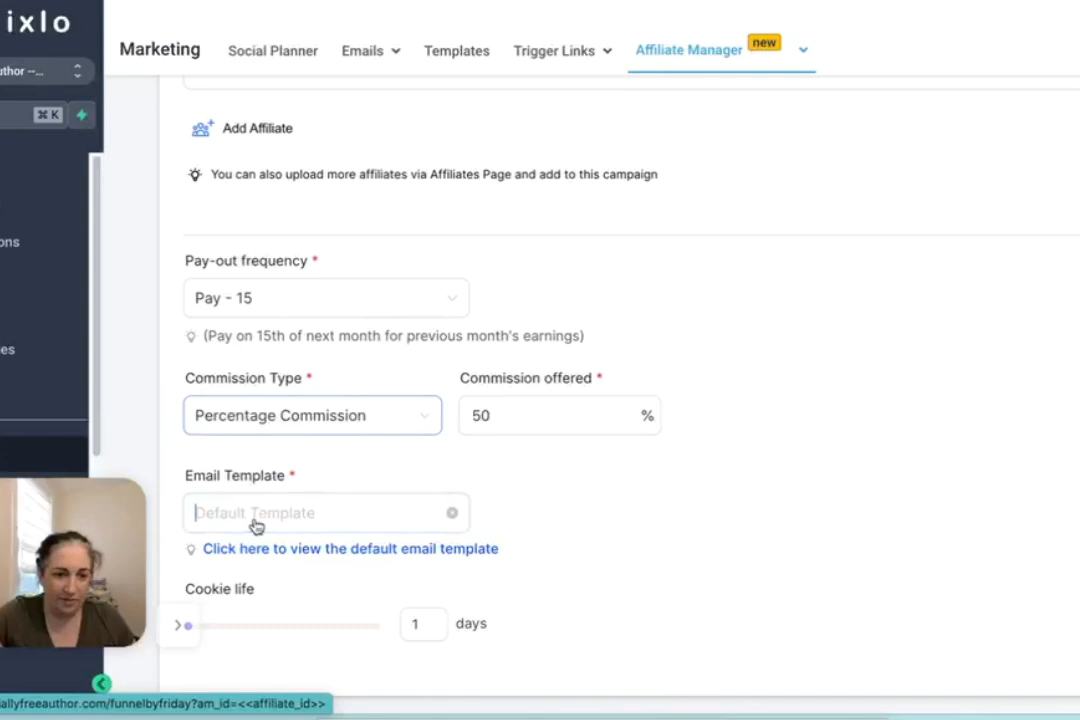 ixlo
Marketing
Social Planner
Emails
Templates
Trigger Links
Affiliate Manager
new
uthor --...
⌘ K
Add Affiliate
You can also upload more affiliates via Affiliates Page and add to this campaign
ons
Pay-out frequency *
Pay - 15
(Pay on 15th of next month for previous month's earnings)
es
Commission Type *
Commission offered *
Percentage Commission
50
%
Email Template *
Default Template
Click here to view the default email template
Cookie life
1
days
iallyfreeauthor.com/funnelbyfriday?am_id=<<affiliate_id>>